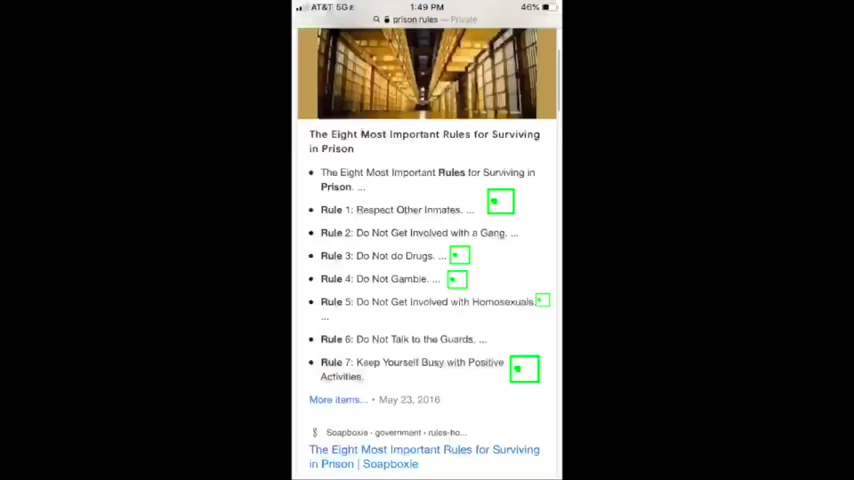 AT&T 5GE 1:49 PM 46%
prison rules — Private
The Eight Most Important Rules for Surviving
in Prison
• The Eight Most Important Rules for Surviving in
Prison. ...
• Rule 1: Respect Other Inmates. ...
• Rule 2: Do Not Get Involved with a Gang. ...
• Rule 3: Do Not do Drugs. ...
• Rule 4: Do Not Gamble. ...
• Rule 5: Do Not Get Involved with Homosexuals.
...
• Rule 6: Do Not Talk to the Guards. ...
• Rule 7: Keep Yourself Busy with Positive
Activities.
More items... • May 23, 2016
Soapboxie › government › rules-ho...
The Eight Most Important Rules for Surviving
in Prison | Soapboxie